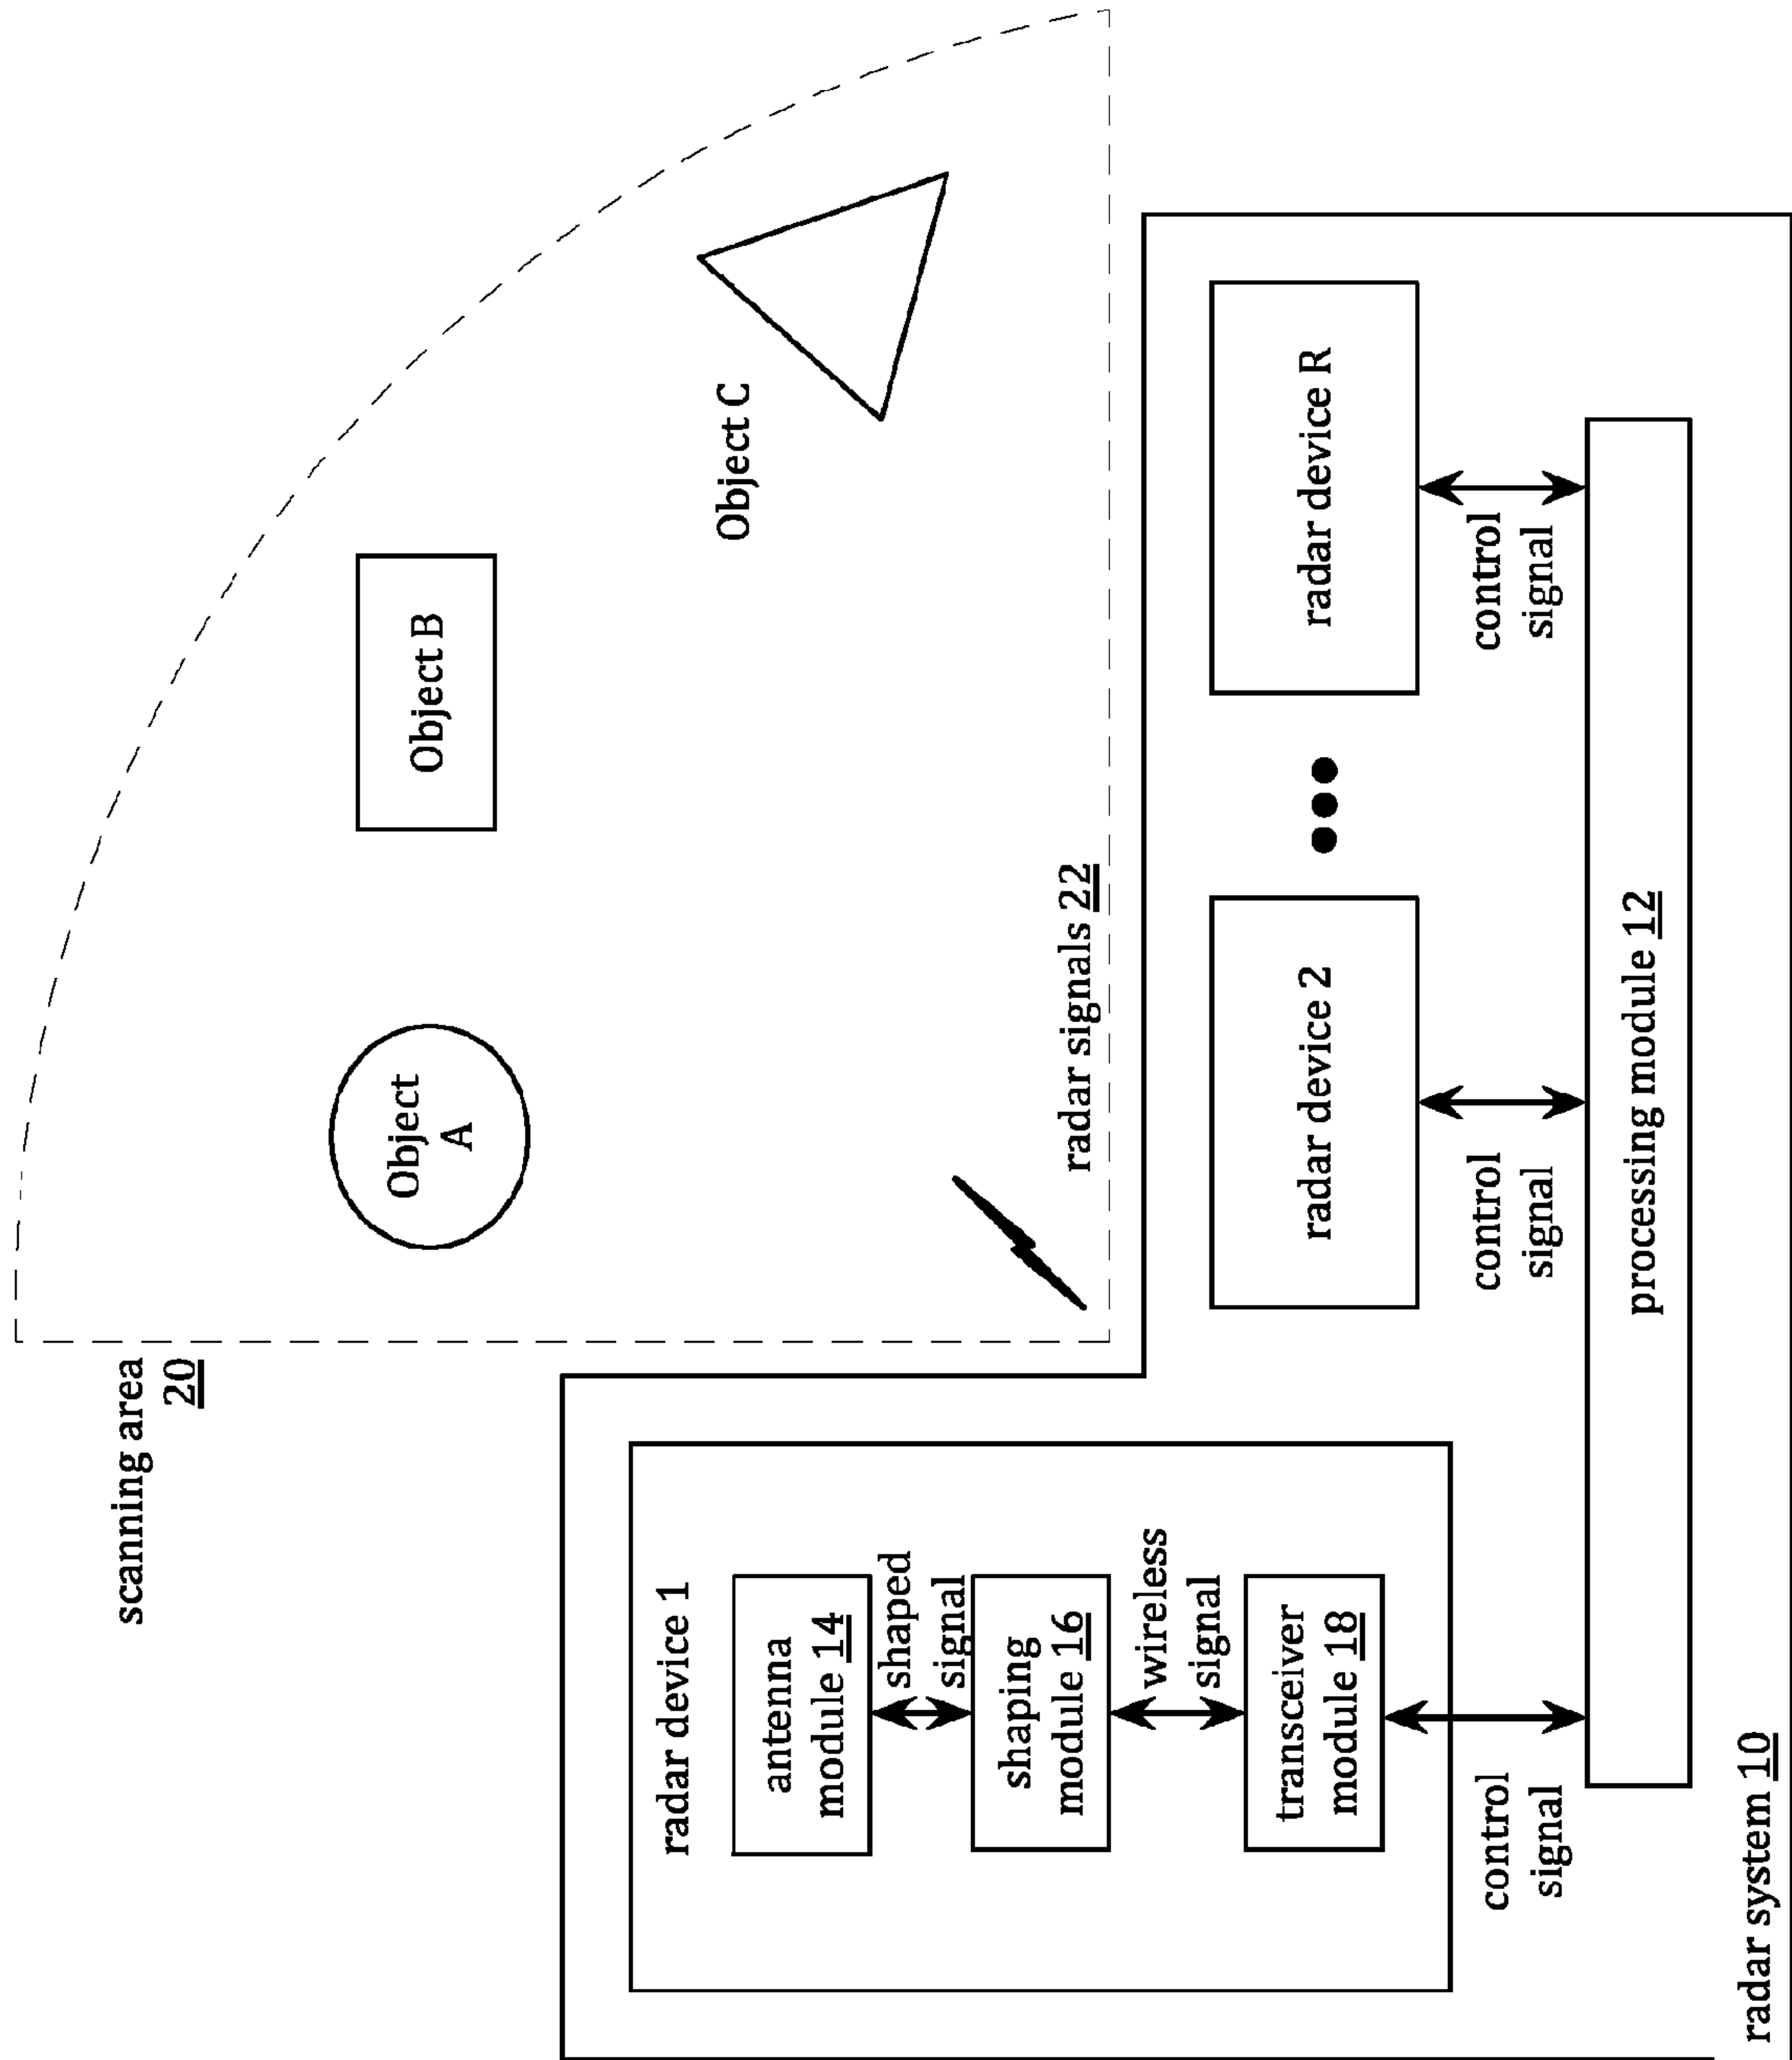 scanning area
20
Object
A
Object B
Object C
radar signals 22
radar device 1
antenna
module 14
shaped
signal
shaping
module 16
wireless
signal
transceiver
module 18
control
signal
radar device 2
control
signal
radar device R
control
signal
processing module 12
radar system 10